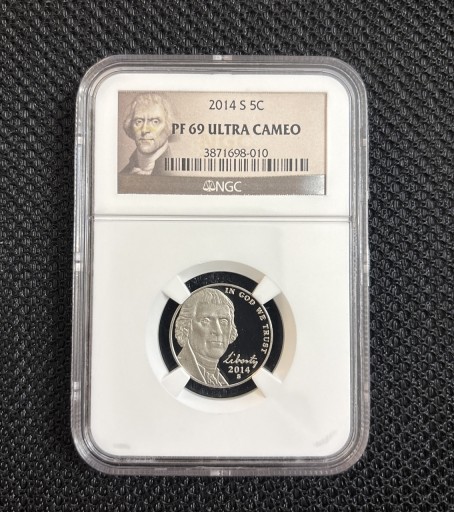 2014 S 5C
PF 69 ULTRA CAMEO
3871698-010
NGC
IN GOD WE TRUST
Liberty
2014
S